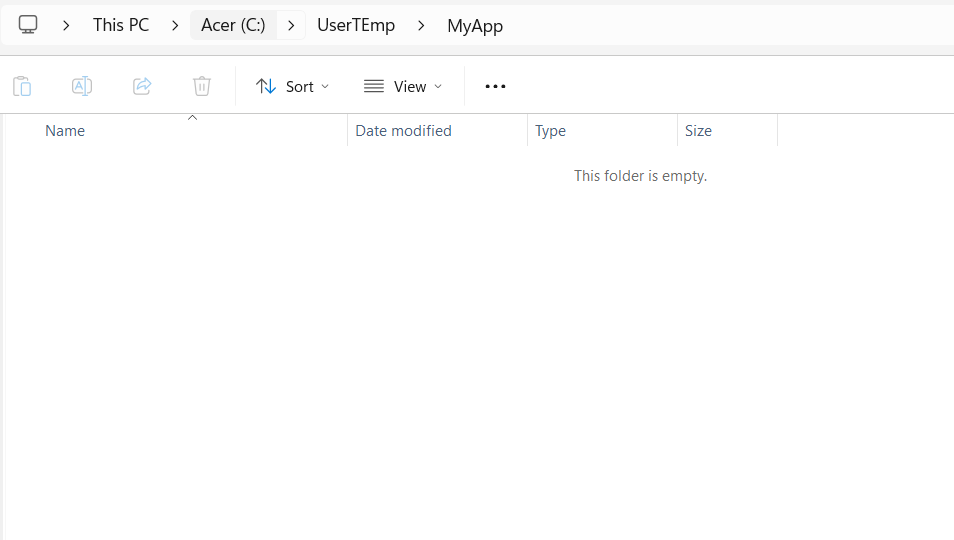 This PC Acer (C:) UserTEmp MyApp
Sort View
Name Date modified Type Size
This folder is empty.